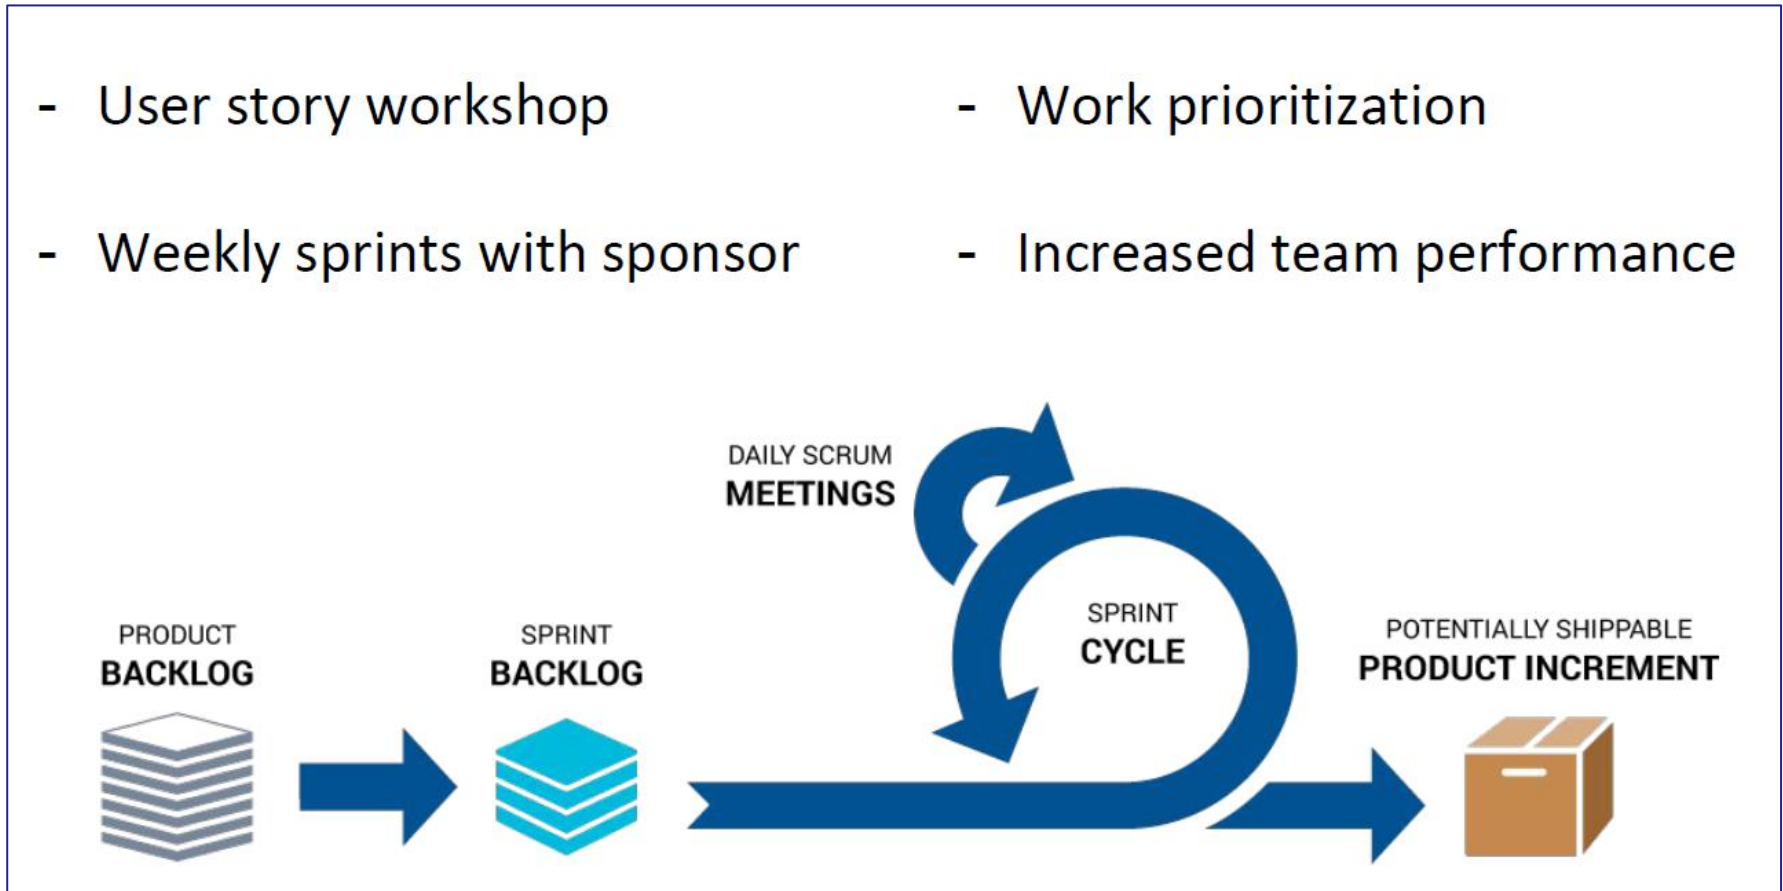 - User story workshop
- Work prioritization
- Weekly sprints with sponsor
- Increased team performance
DAILY SCRUM
MEETINGS
SPRINT
CYCLE
PRODUCT
BACKLOG
SPRINT
BACKLOG
POTENTIALLY SHIPPABLE
PRODUCT INCREMENT